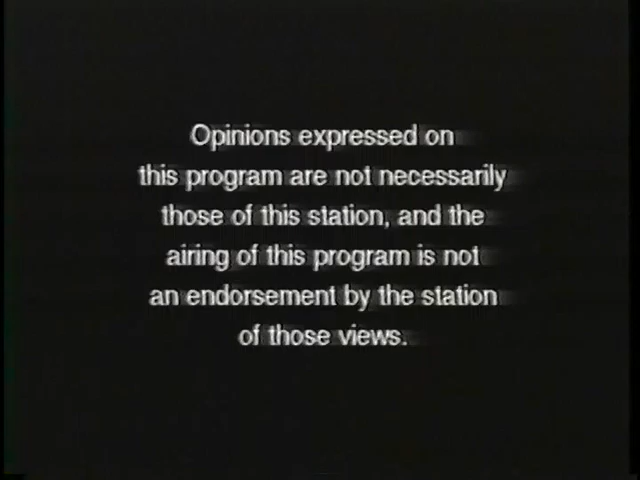 Opinions expressed on
this program are not necessarily
those of this station, and the
airing of this program is not
an endorsement by the station
of those views.